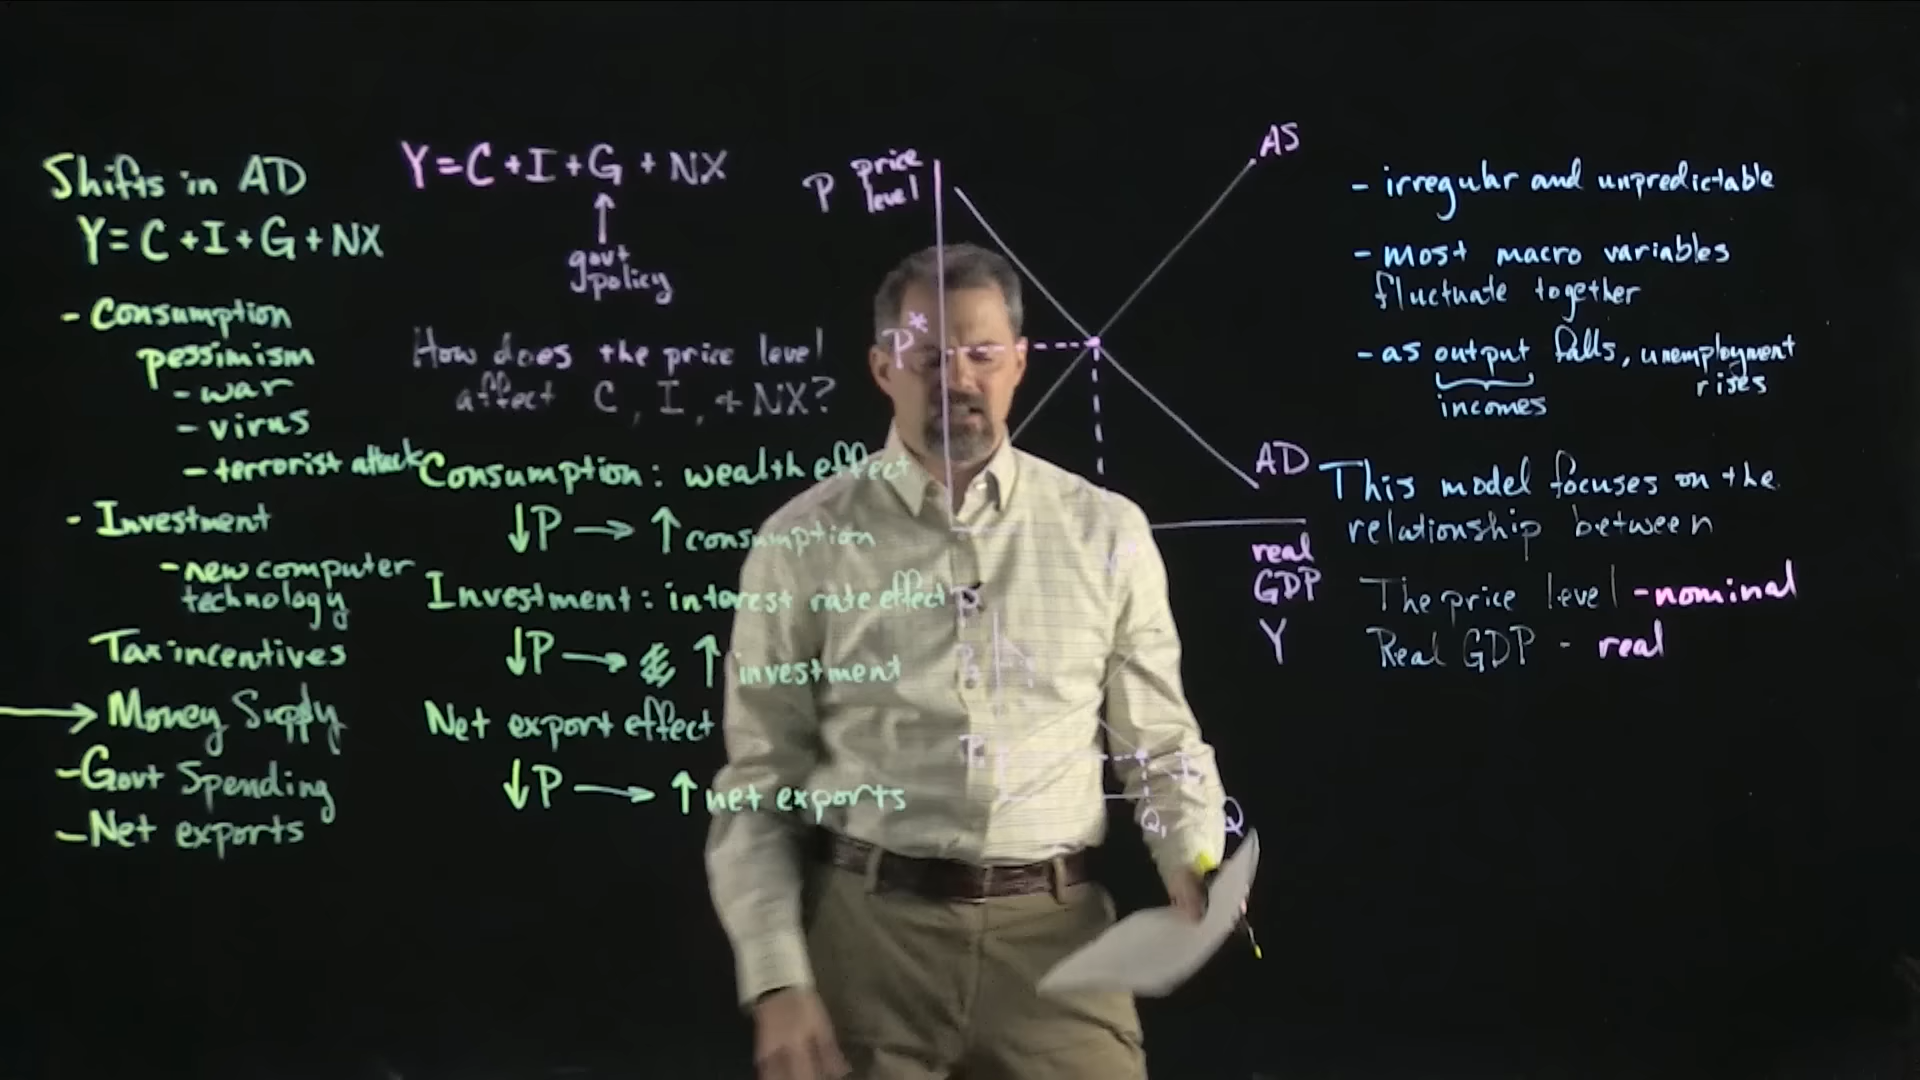 Shifts in AD
Y = C + I + G + NX
- Consumption
pessimism
- war
- virus
- terrorist attack
- Investment
- new computer
technology
Tax incentives
→ Money Supply
- Govt Spending
- Net exports
Y = C + I + G + NX
↑
govt
policy
How does the price level
affect C, I, + NX?
Consumption: wealth effect
↓P → ↑ consumption
Investment: interest rate effect
↓P → ↑ investment
Net export effect
↓P → ↑ net exports
P price
level
AS
P*
AD
real
GDP
Y
P
P₂
P₁
Q₁
Q
- irregular and unpredictable
- most macro variables
fluctuate together
- as output falls, unemployment
rises
incomes
This model focuses on the
relationship between
The price level - nominal
Real GDP - real